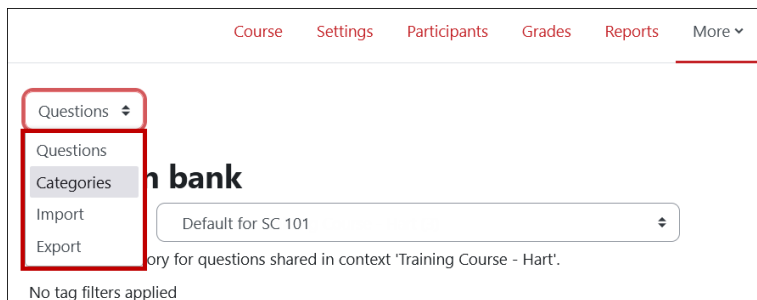 Course Settings Participants Grades Reports More
Questions
Questions
Categories
Import
Export
n bank
Default for SC 101
ory for questions shared in context 'Training Course - Hart'.
No tag filters applied